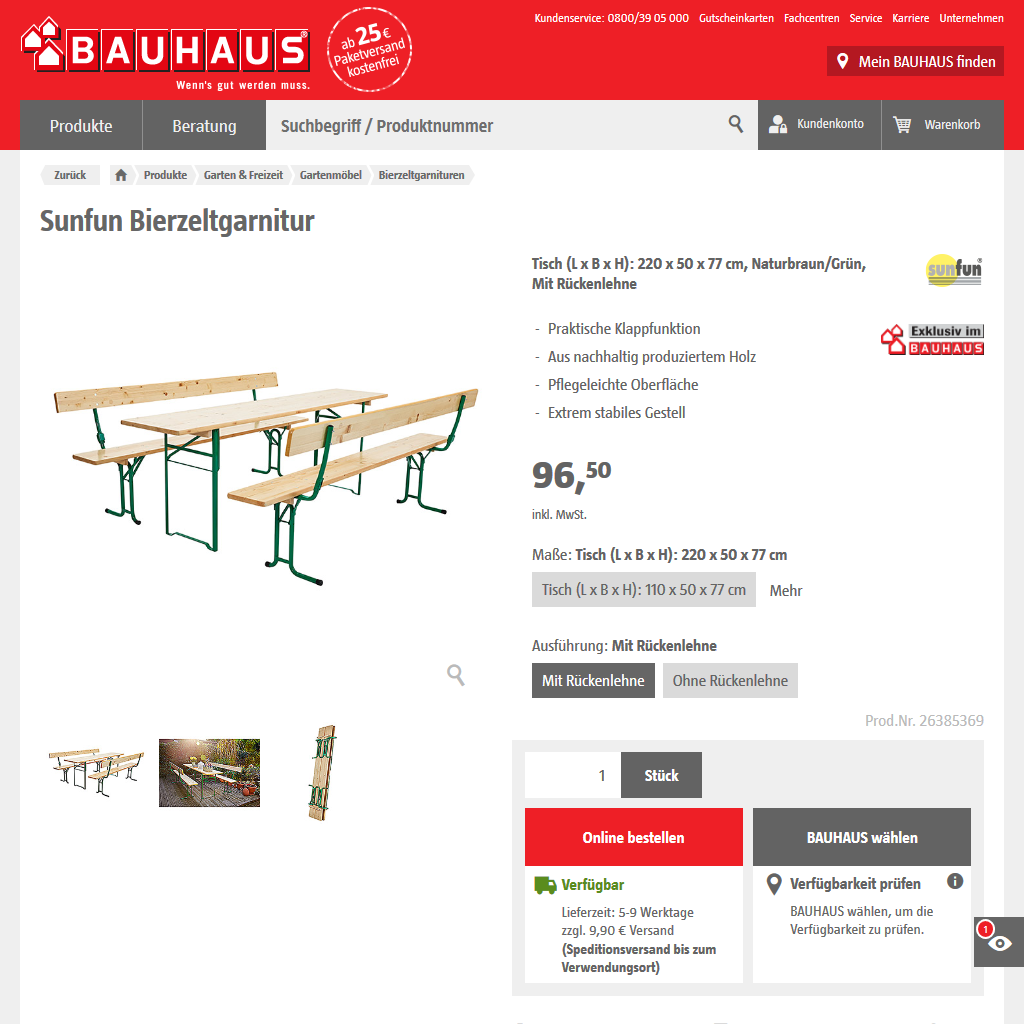 Kundenservice: 0800/39 05 000 Gutscheinkarten Fachcentren Service Karriere Unternehmen
BAUHAUS®
Wenn's gut werden muss.
ab 25 €
Paketversand
kostenfrei
Mein BAUHAUS finden
Produkte Beratung Suchbegriff / Produktnummer Kundenkonto Warenkorb
Zurück Produkte Garten & Freizeit Gartenmöbel Bierzeltgarnituren
Sunfun Bierzeltgarnitur
Tisch (L x B x H): 220 x 50 x 77 cm, Naturbraun/Grün,
Mit Rückenlehne
sunfun®
- Praktische Klappfunktion
- Aus nachhaltig produziertem Holz
- Pflegeleichte Oberfläche
- Extrem stabiles Gestell
Exklusiv im
BAUHAUS
96,50
inkl. MwSt.
Maße: Tisch (L x B x H): 220 x 50 x 77 cm
Tisch (L x B x H): 110 x 50 x 77 cm Mehr
Ausführung: Mit Rückenlehne
Mit Rückenlehne Ohne Rückenlehne
Prod.Nr. 26385369
1 Stück
Online bestellen
Verfügbar
Lieferzeit: 5-9 Werktage
zzgl. 9,90 € Versand
(Speditionsversand bis zum
Verwendungsort)
BAUHAUS wählen
Verfügbarkeit prüfen i
BAUHAUS wählen, um die
Verfügbarkeit zu prüfen.
1